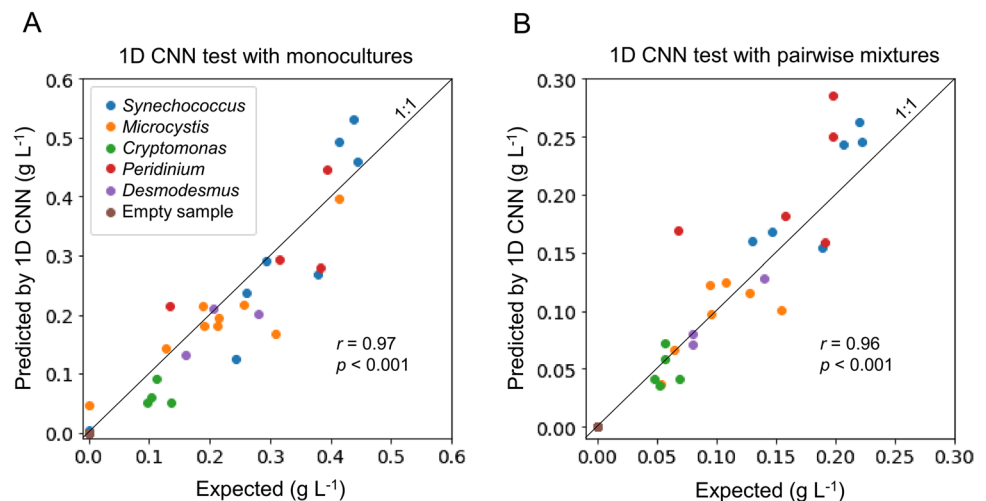 A
1D CNN test with monocultures
Predicted by 1D CNN (g L⁻¹)
0.6
0.5
0.4
0.3
0.2
0.1
0.0
Synechococcus
Microcystis
Cryptomonas
Peridinium
Desmodesmus
Empty sample
1:1
r = 0.97
p < 0.001
0.0 0.1 0.2 0.3 0.4 0.5 0.6
Expected (g L⁻¹)
B
1D CNN test with pairwise mixtures
Predicted by 1D CNN (g L⁻¹)
0.30
0.25
0.20
0.15
0.10
0.05
0.00
1:1
r = 0.96
p < 0.001
0.00 0.05 0.10 0.15 0.20 0.25 0.30
Expected (g L⁻¹)